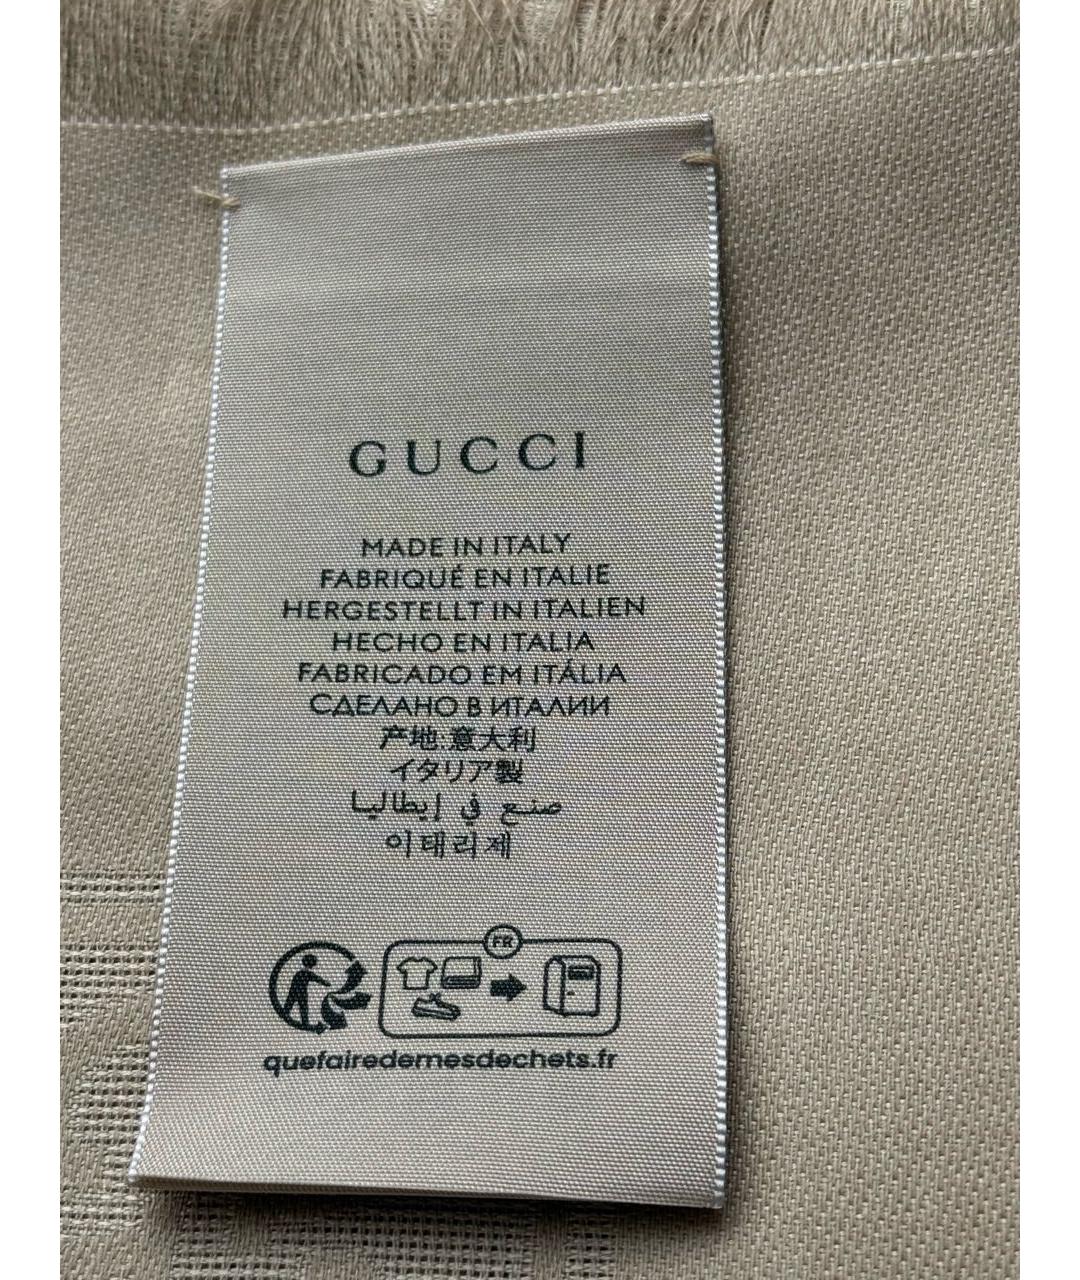 GUCCI
MADE IN ITALY
FABRIQUÉ EN ITALIE
HERGESTELLT IN ITALIEN
HECHO EN ITALIA
FABRICADO EM ITÁLIA
СДЕЛАНО В ИТАЛИИ
产地:意大利
イタリア製
صنع في إيطاليا
이태리제
FR
quefairedemesdechets.fr